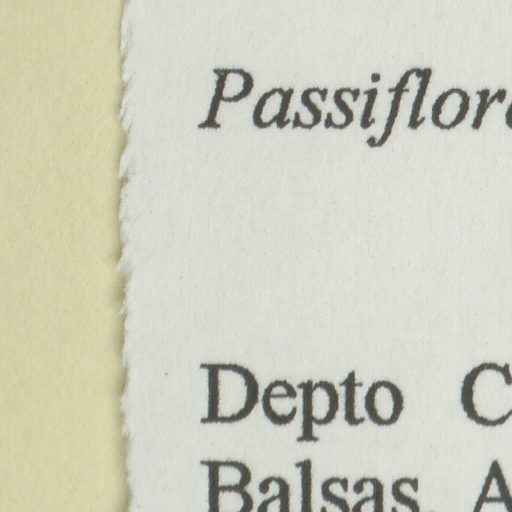 Passiflor
Depto C
Balsas, A